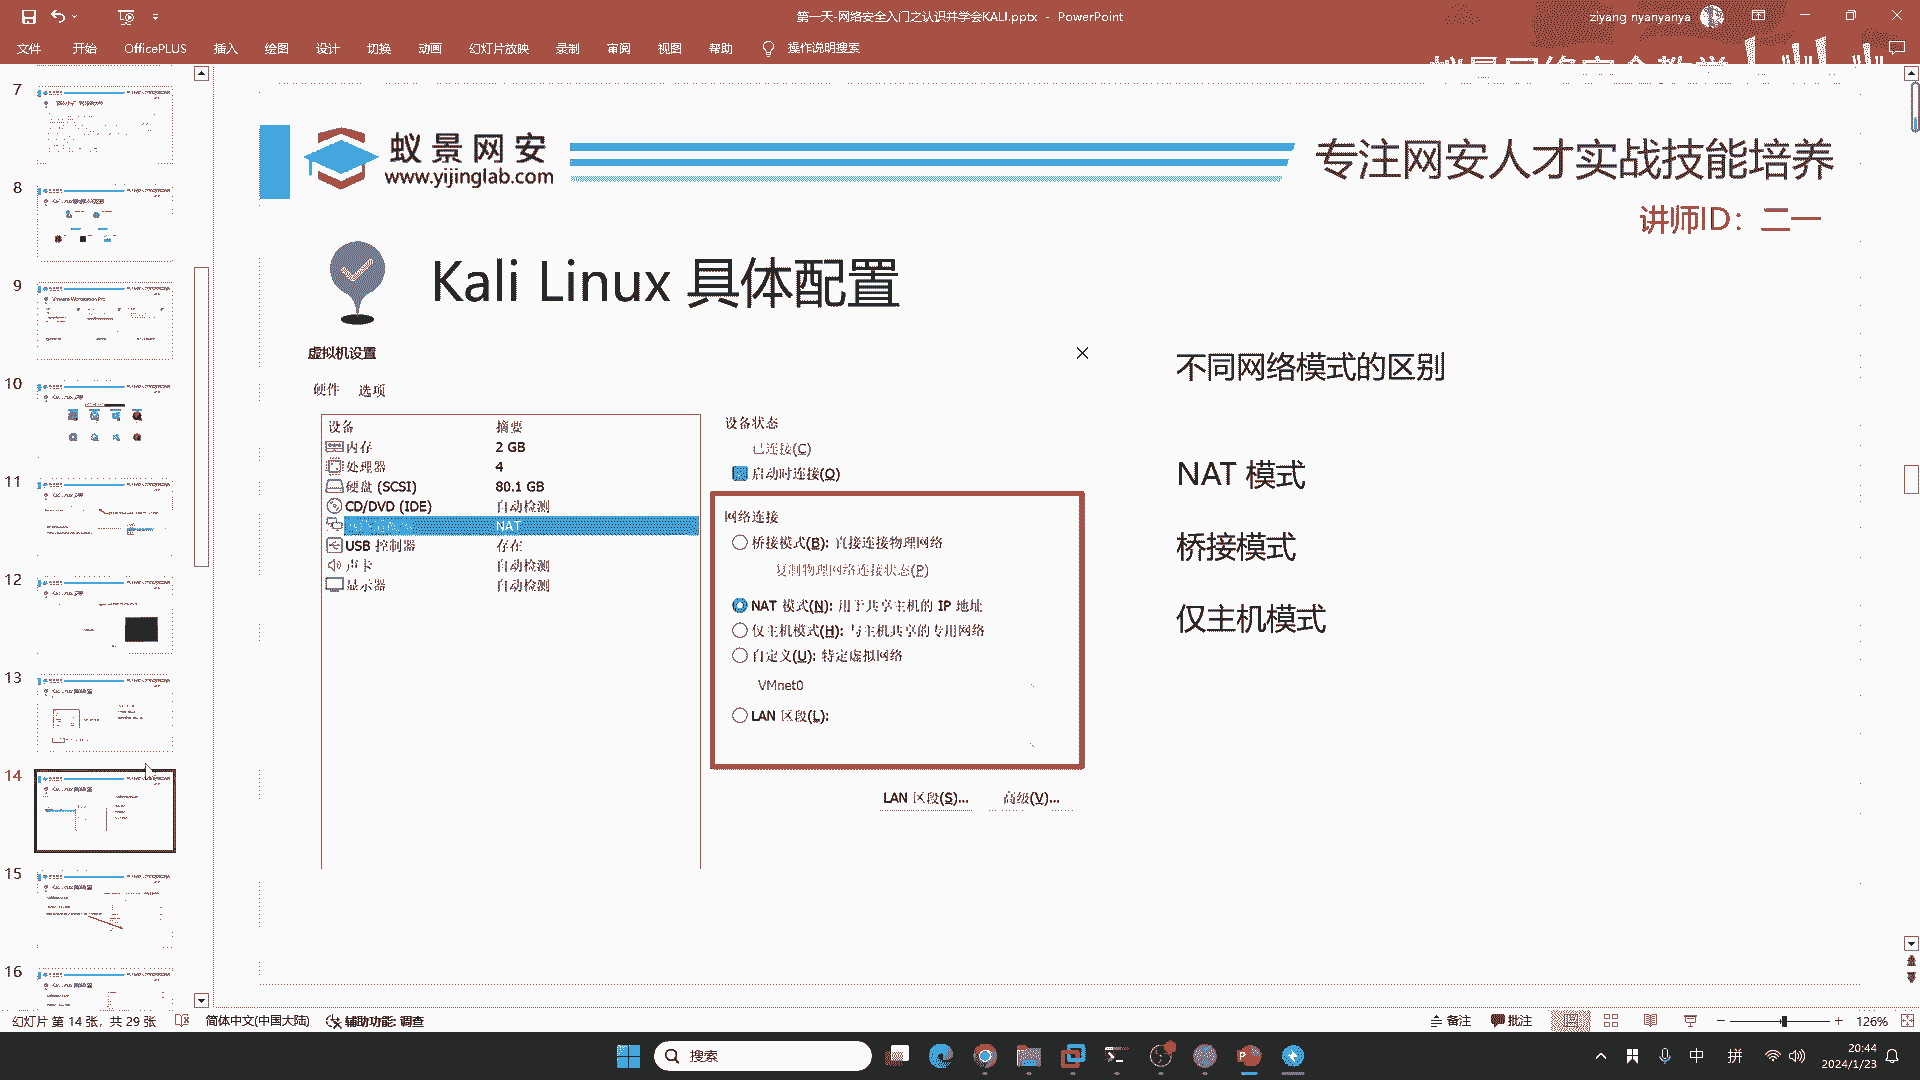 第一天-网络安全入门之认识并学会KALI.pptx - PowerPoint
ziyang nyanyanya
文件 开始 OfficePLUS 插入 绘图 设计 切换 动画 幻灯片放映 录制 审阅 视图 帮助 操作说明搜索
7
8
9
10
11
12
13
14
15
16
蚁景网安
www.yijinglab.com
专注网安人才实战技能培养
讲师ID：二一
Kali Linux 具体配置
虚拟机设置
硬件 选项
设备 摘要
内存 2 GB
处理器 4
硬盘 (SCSI) 80.1 GB
CD/DVD (IDE) 自动检测
NAT
USB 控制器 存在
声卡 自动检测
显示器 自动检测
设备状态
已连接(C)
启动时连接(O)
网络连接
桥接模式(B): 直接连接物理网络
复制物理网络连接状态(P)
NAT 模式(N): 用于共享主机的 IP 地址
仅主机模式(H): 与主机共享的专用网络
自定义(U): 特定虚拟网络
VMnet0
LAN 区段(L):
LAN 区段(S)... 高级(V)...
不同网络模式的区别
NAT 模式
桥接模式
仅主机模式
幻灯片 第 14 张，共 29 张 简体中文(中国大陆) 辅助功能: 调查
备注 批注 126%
搜索
中 拼
20:44
2024/1/23